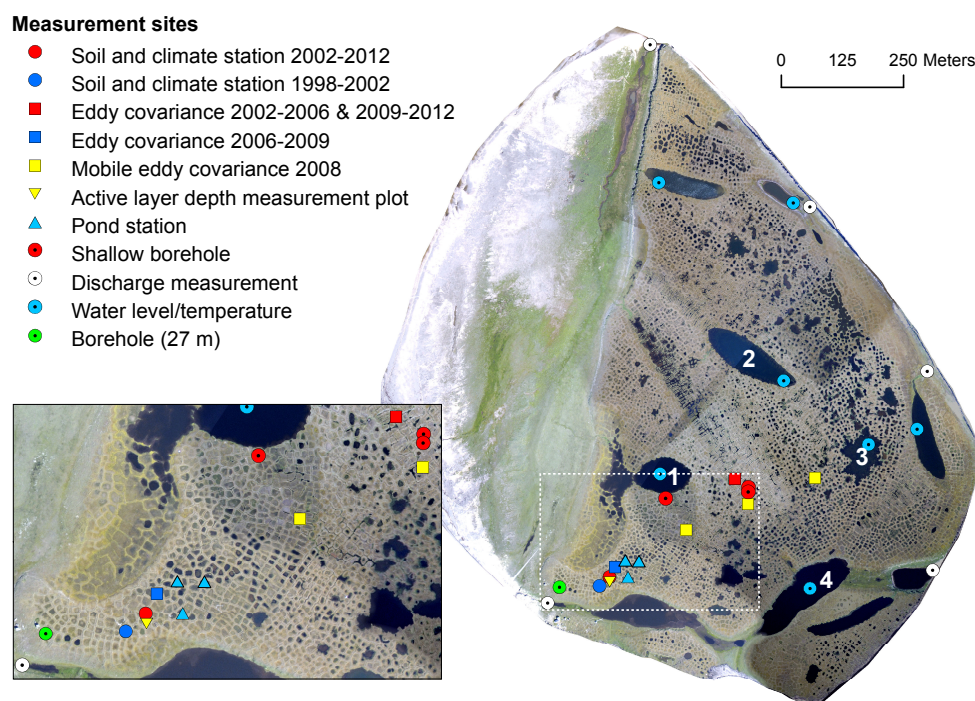 Measurement sites
Soil and climate station 2002-2012
Soil and climate station 1998-2002
Eddy covariance 2002-2006 & 2009-2012
Eddy covariance 2006-2009
Mobile eddy covariance 2008
Active layer depth measurement plot
Pond station
Shallow borehole
Discharge measurement
Water level/temperature
Borehole (27 m)
0 125 250 Meters
2
3
1
4